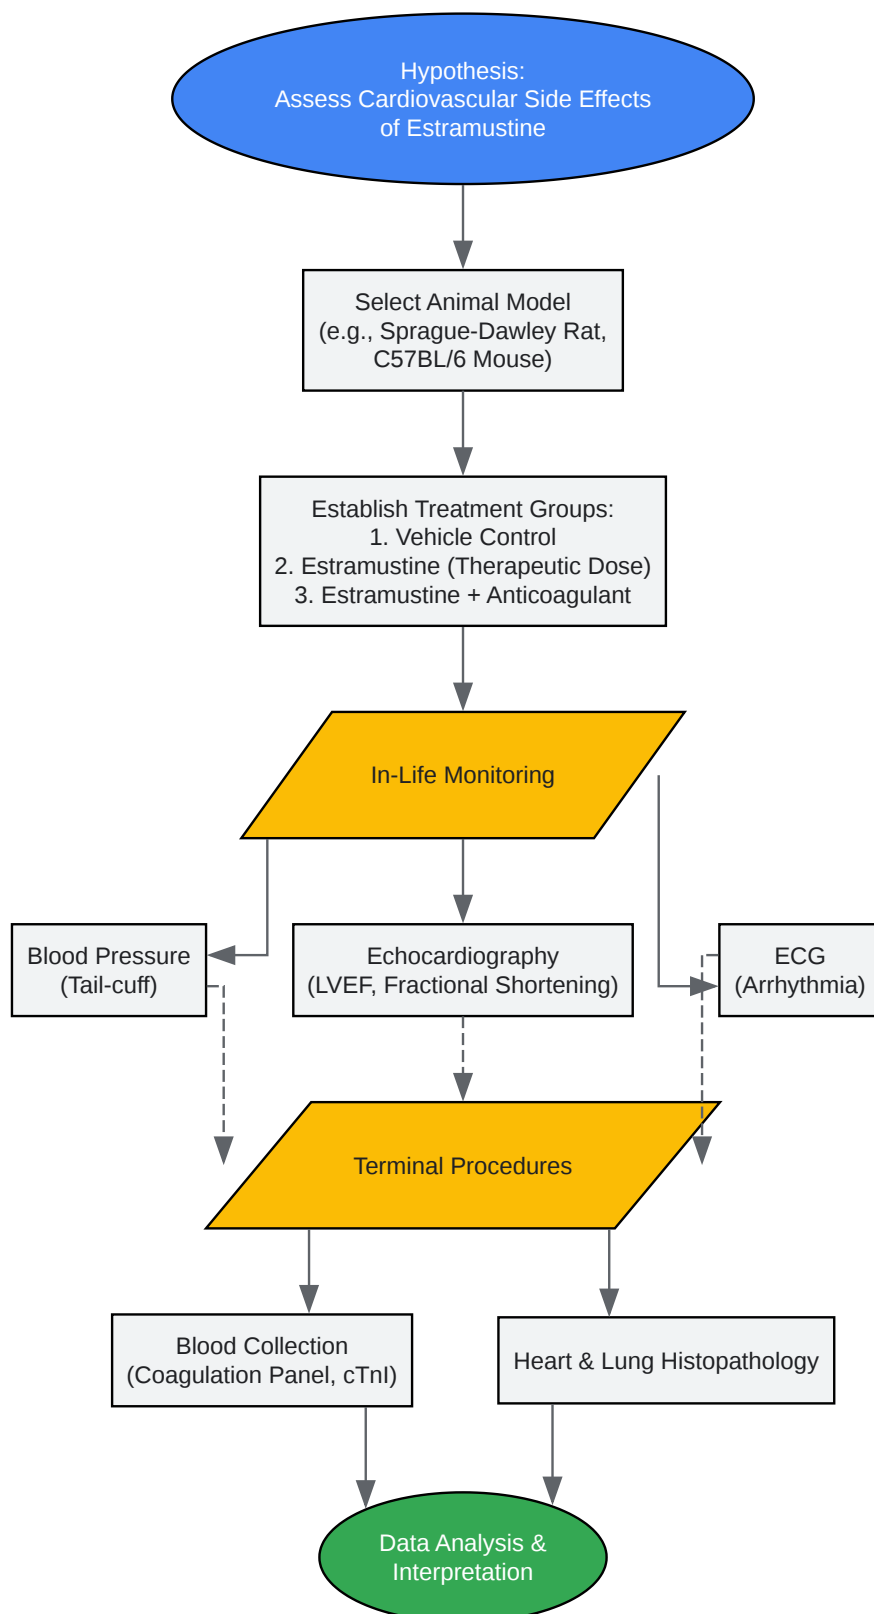 Hypothesis:
Assess Cardiovascular Side Effects
of Estramustine
Select Animal Model
(e.g., Sprague-Dawley Rat,
C57BL/6 Mouse)
Establish Treatment Groups:
1. Vehicle Control
2. Estramustine (Therapeutic Dose)
3. Estramustine + Anticoagulant
In-Life Monitoring
Blood Pressure
(Tail-cuff)
Echocardiography
(LVEF, Fractional Shortening)
ECG
(Arrhythmia)
Terminal Procedures
Blood Collection
(Coagulation Panel, cTnI)
Heart & Lung Histopathology
Data Analysis &
Interpretation